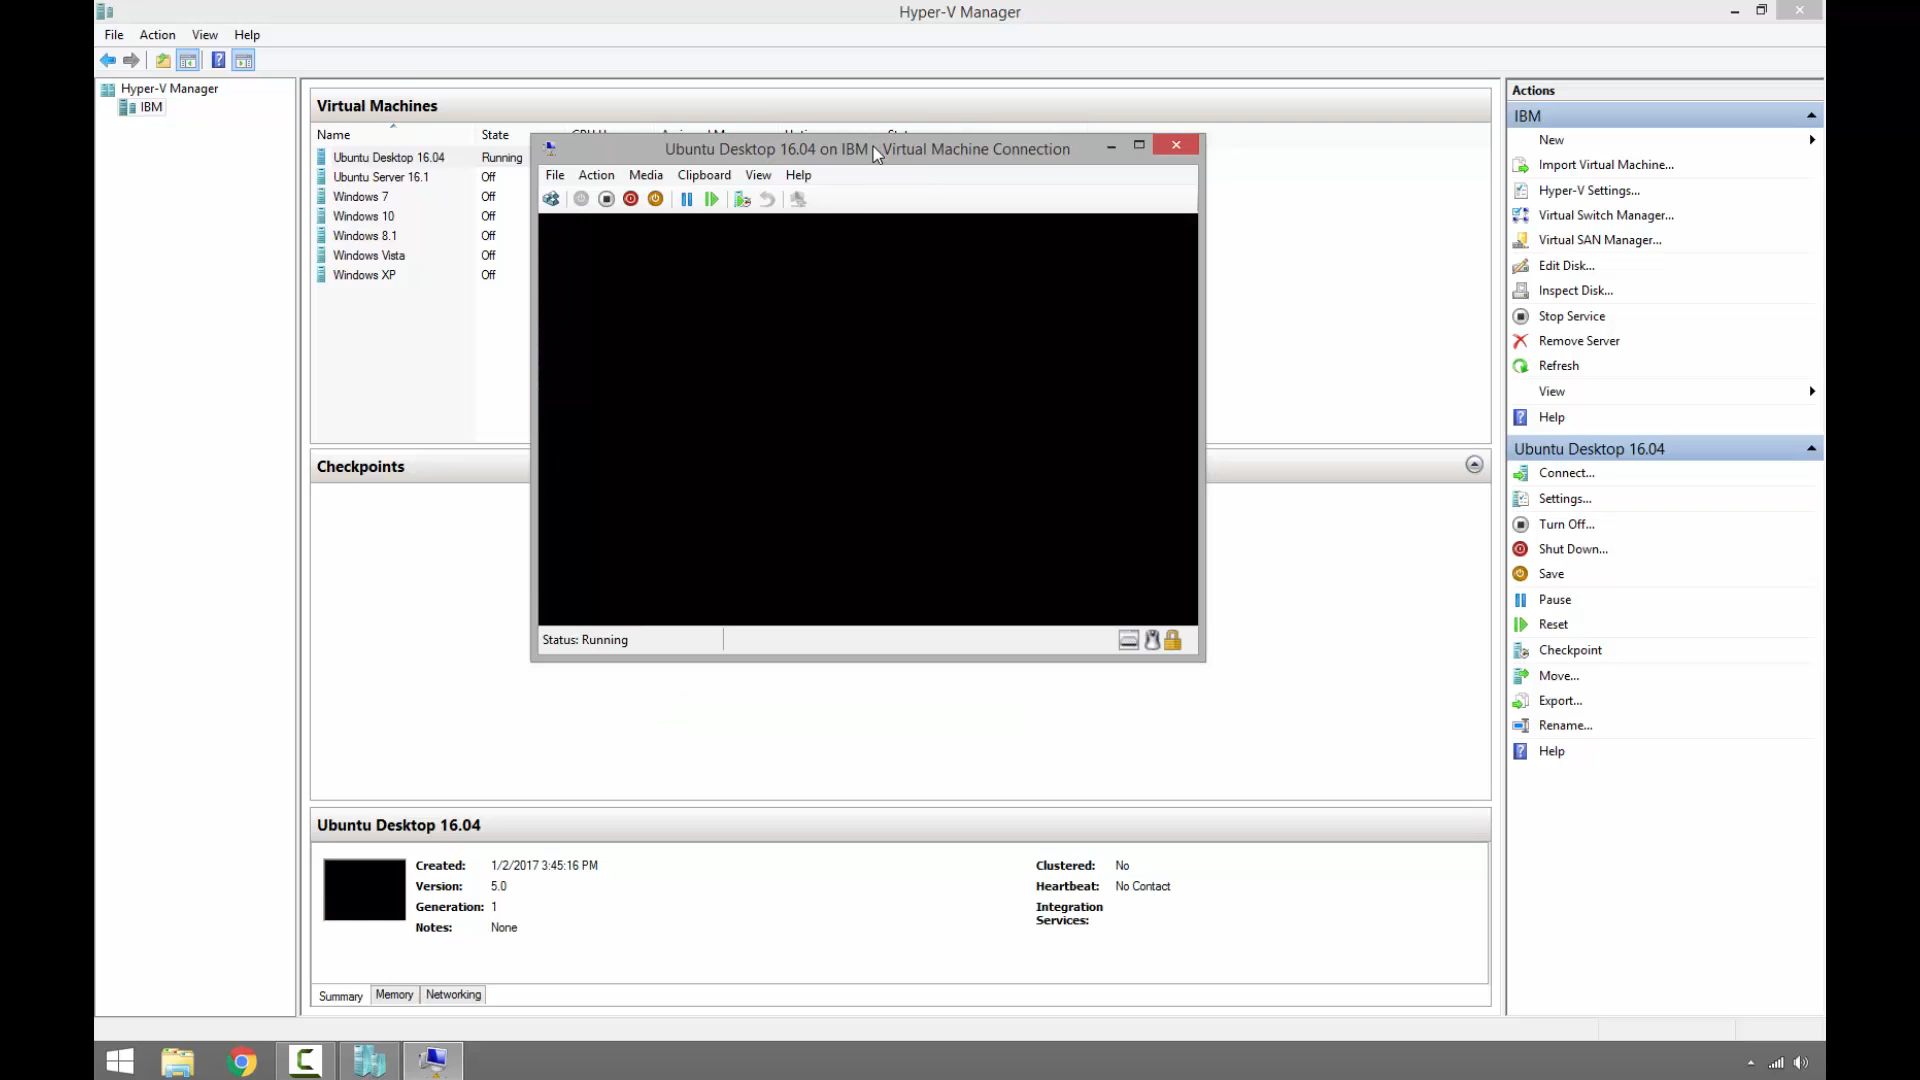 Hyper-V Manager
File Action View Help
Hyper-V Manager
IBM
Virtual Machines
Name State
Ubuntu Desktop 16.04 Running
Ubuntu Server 16.1 Off
Windows 7 Off
Windows 10 Off
Windows 8.1 Off
Windows Vista Off
Windows XP Off
Ubuntu Desktop 16.04 on IBM - Virtual Machine Connection
File Action Media Clipboard View Help
Status: Running
Checkpoints
Ubuntu Desktop 16.04
Created: 1/2/2017 3:45:16 PM
Version: 5.0
Generation: 1
Notes: None
Clustered: No
Heartbeat: No Contact
Integration
Services:
Summary Memory Networking
Actions
IBM
New
Import Virtual Machine...
Hyper-V Settings...
Virtual Switch Manager...
Virtual SAN Manager...
Edit Disk...
Inspect Disk...
Stop Service
Remove Server
Refresh
View
Help
Ubuntu Desktop 16.04
Connect...
Settings...
Turn Off...
Shut Down...
Save
Pause
Reset
Checkpoint
Move...
Export...
Rename...
Help